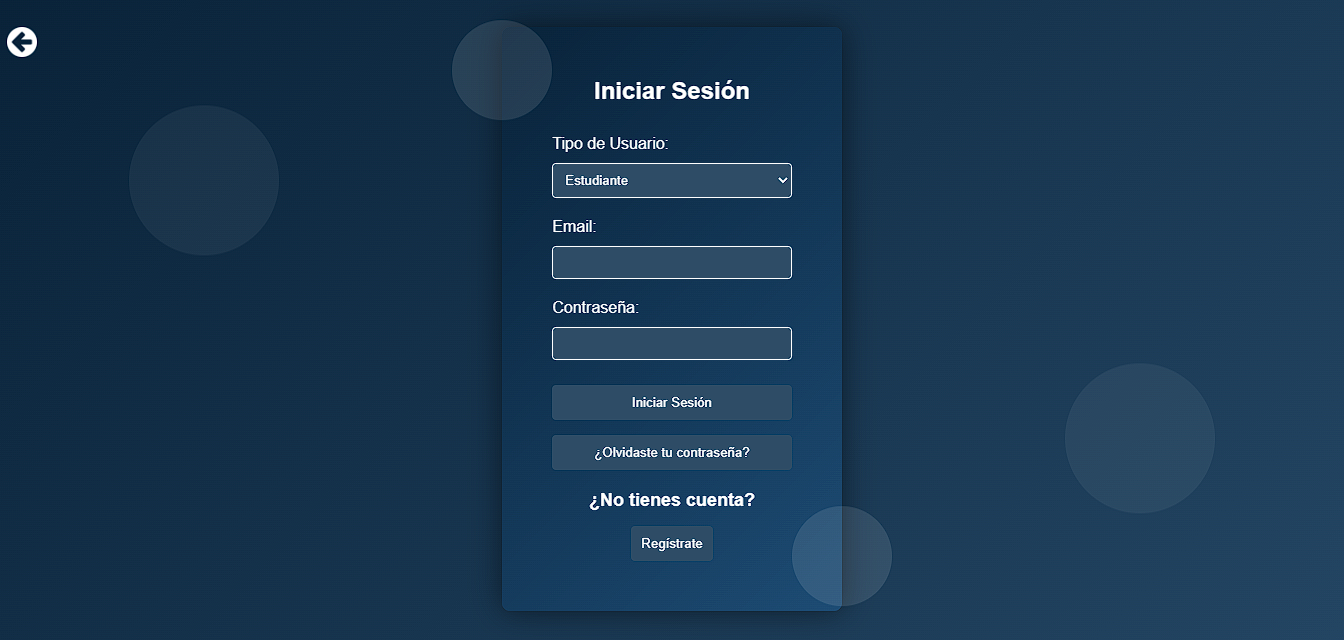 Iniciar Sesión
Tipo de Usuario:
Estudiante
Email:
Contraseña:
Iniciar Sesión
¿Olvidaste tu contraseña?
¿No tienes cuenta?
Regístrate